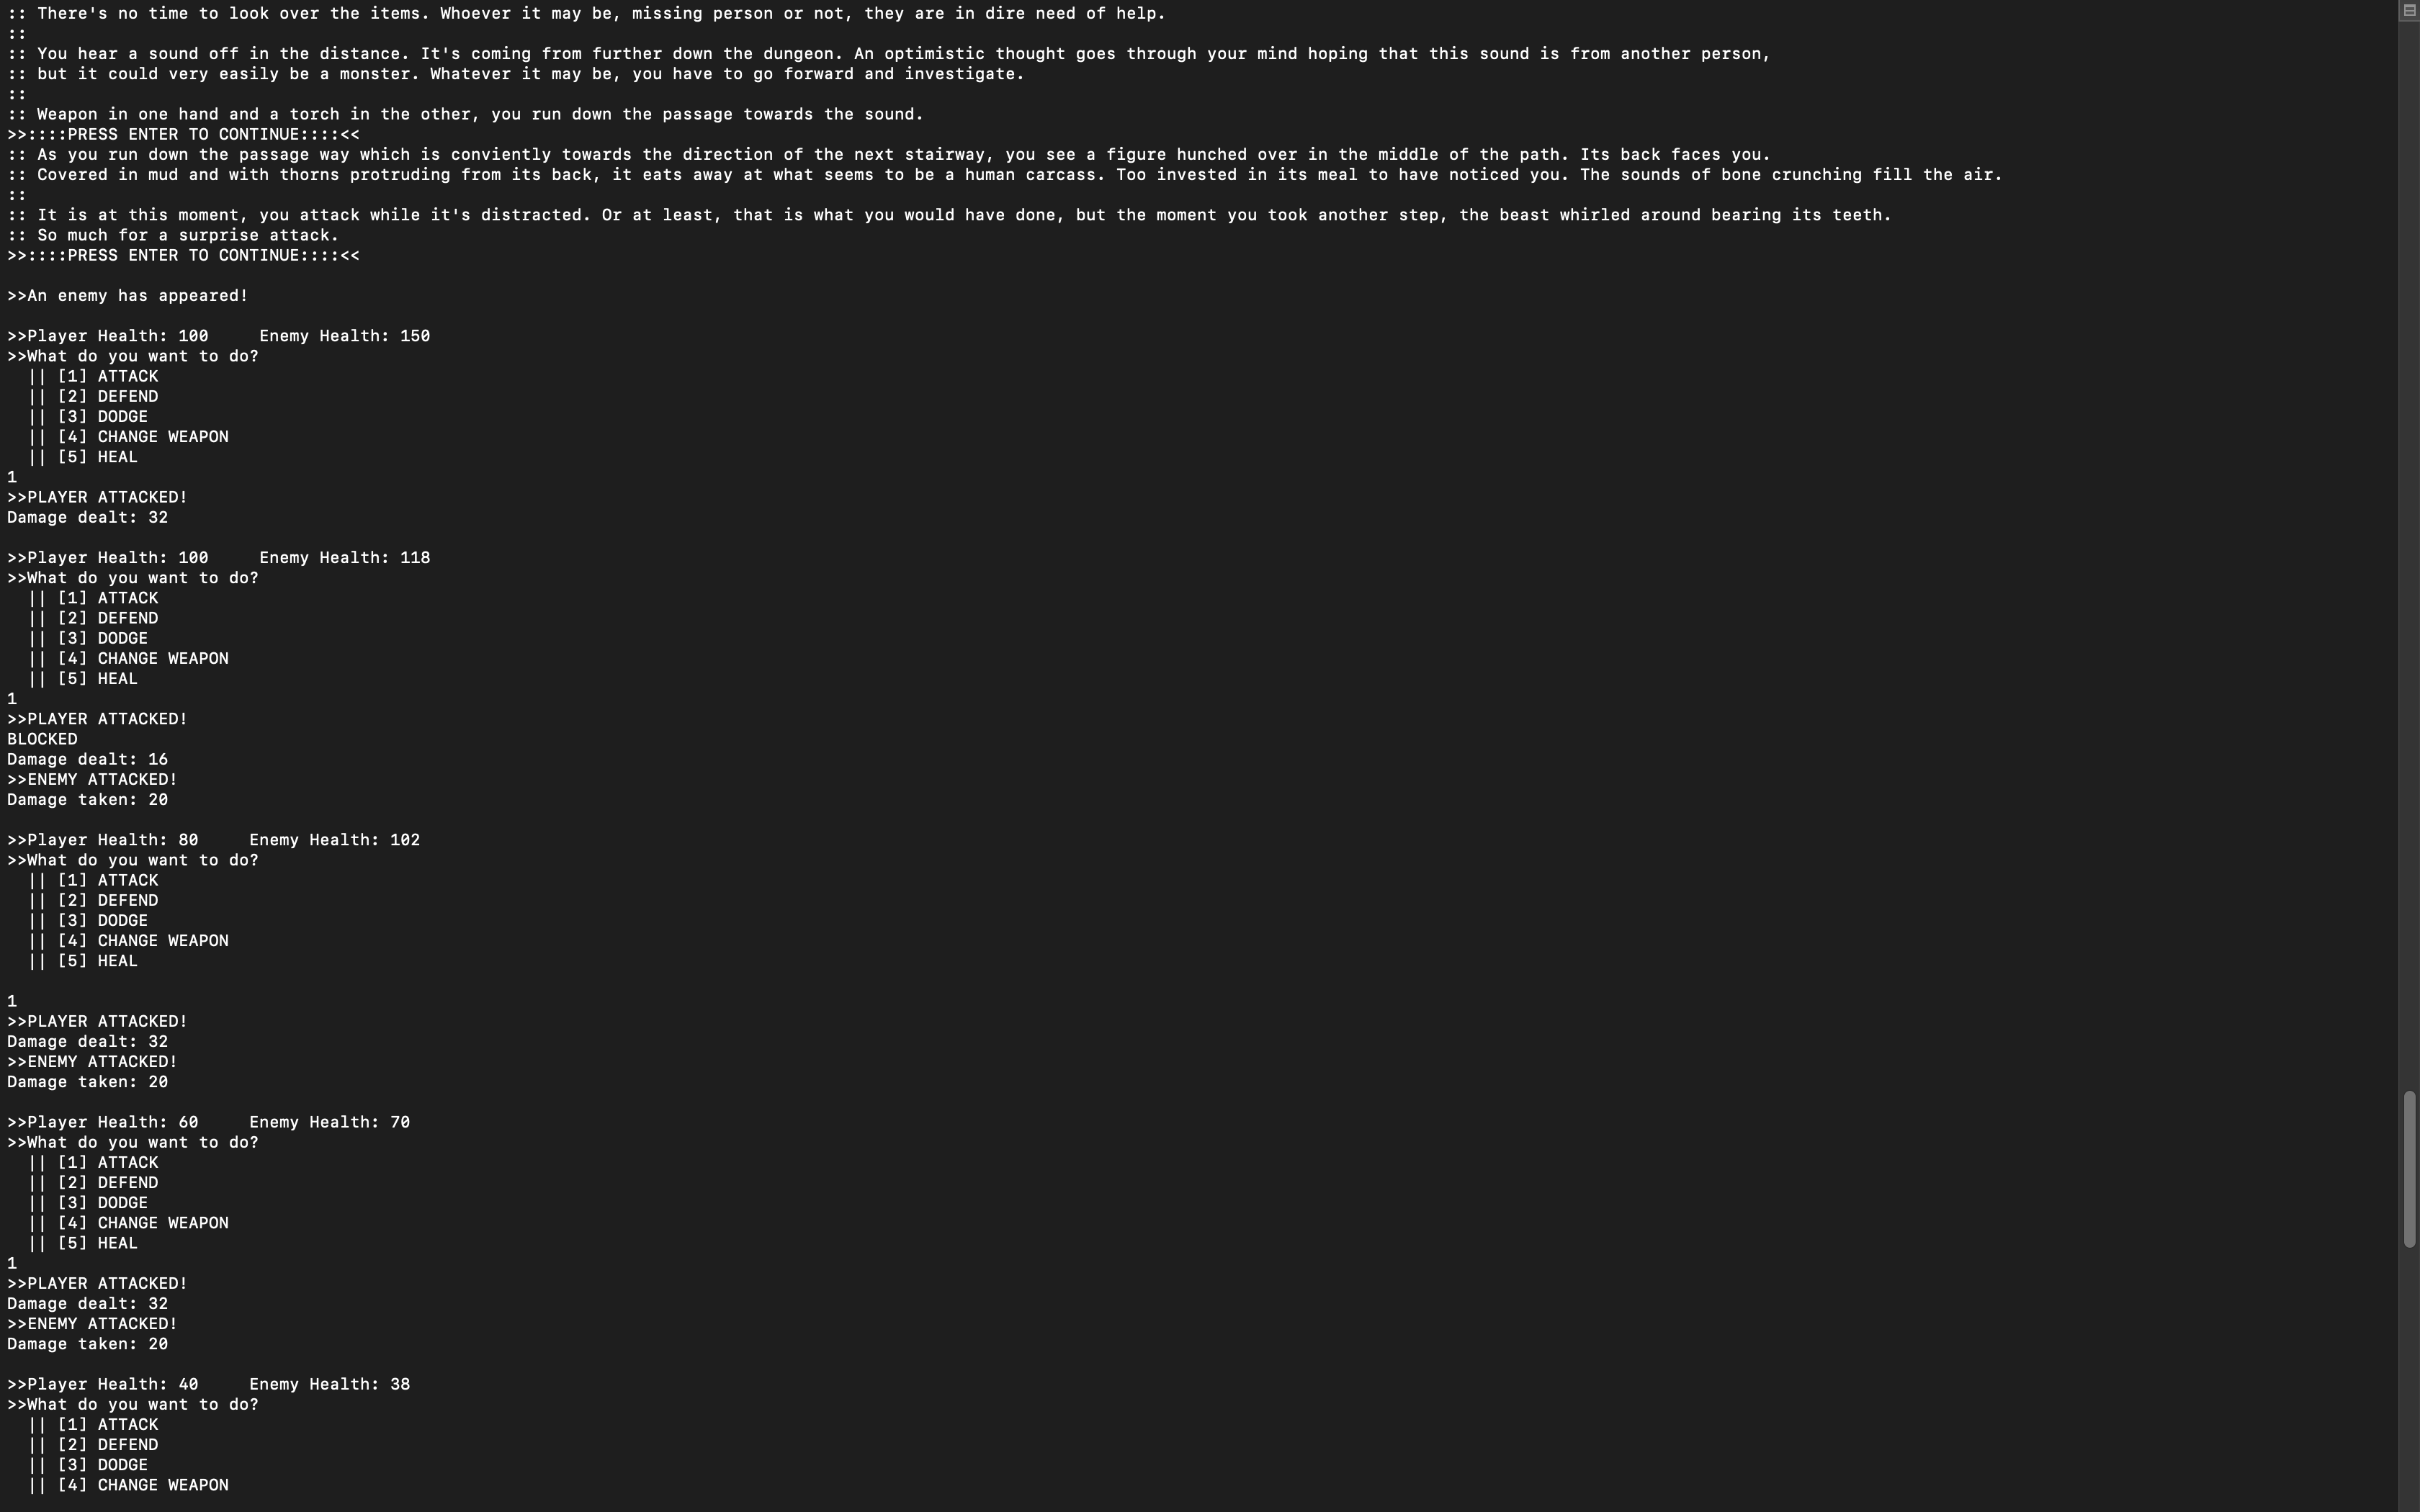 :: There's no time to look over the items. Whoever it may be, missing person or not, they are in dire need of help.
::
:: You hear a sound off in the distance. It's coming from further down the dungeon. An optimistic thought goes through your mind hoping that this sound is from another person,
:: but it could very easily be a monster. Whatever it may be, you have to go forward and investigate.
::
:: Weapon in one hand and a torch in the other, you run down the passage towards the sound.
>>::::PRESS ENTER TO CONTINUE::::<<
:: As you run down the passage way which is conviently towards the direction of the next stairway, you see a figure hunched over in the middle of the path. Its back faces you.
:: Covered in mud and with thorns protruding from its back, it eats away at what seems to be a human carcass. Too invested in its meal to have noticed you. The sounds of bone crunching fill the air.
::
:: It is at this moment, you attack while it's distracted. Or at least, that is what you would have done, but the moment you took another step, the beast whirled around bearing its teeth.
:: So much for a surprise attack.
>>::::PRESS ENTER TO CONTINUE::::<<

>>An enemy has appeared!

>>Player Health: 100     Enemy Health: 150
>>What do you want to do?
  || [1] ATTACK
  || [2] DEFEND
  || [3] DODGE
  || [4] CHANGE WEAPON
  || [5] HEAL
1
>>PLAYER ATTACKED!
Damage dealt: 32

>>Player Health: 100     Enemy Health: 118
>>What do you want to do?
  || [1] ATTACK
  || [2] DEFEND
  || [3] DODGE
  || [4] CHANGE WEAPON
  || [5] HEAL
1
>>PLAYER ATTACKED!
BLOCKED
Damage dealt: 16
>>ENEMY ATTACKED!
Damage taken: 20

>>Player Health: 80     Enemy Health: 102
>>What do you want to do?
  || [1] ATTACK
  || [2] DEFEND
  || [3] DODGE
  || [4] CHANGE WEAPON
  || [5] HEAL

1
>>PLAYER ATTACKED!
Damage dealt: 32
>>ENEMY ATTACKED!
Damage taken: 20

>>Player Health: 60     Enemy Health: 70
>>What do you want to do?
  || [1] ATTACK
  || [2] DEFEND
  || [3] DODGE
  || [4] CHANGE WEAPON
  || [5] HEAL
1
>>PLAYER ATTACKED!
Damage dealt: 32
>>ENEMY ATTACKED!
Damage taken: 20

>>Player Health: 40     Enemy Health: 38
>>What do you want to do?
  || [1] ATTACK
  || [2] DEFEND
  || [3] DODGE
  || [4] CHANGE WEAPON